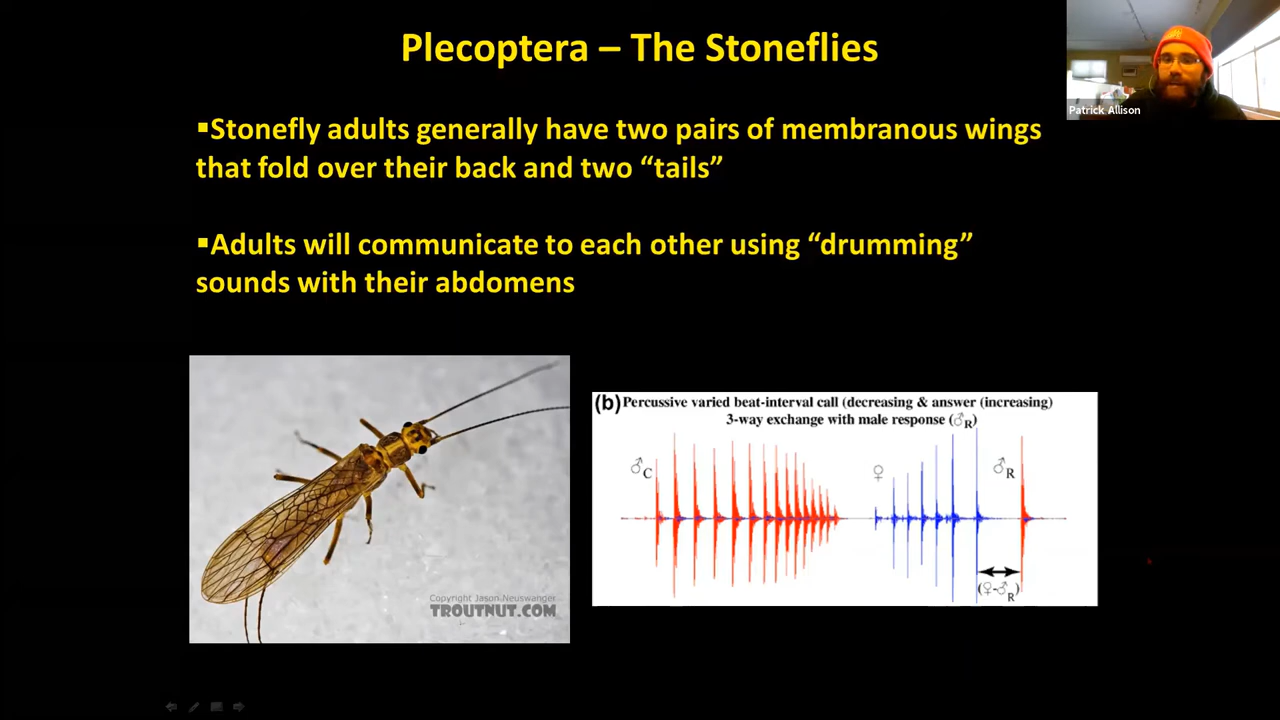 Plecoptera – The Stoneflies
Patrick Allison
▪Stonefly adults generally have two pairs of membranous wings
that fold over their back and two “tails”
▪Adults will communicate to each other using “drumming”
sounds with their abdomens
Copyright Jason Neuswanger
TROUTNUT.COM
(b) Percussive varied beat-interval call (decreasing & answer (increasing)
3-way exchange with male response (♂R)
♂C
♀
♂R
(♀-♂R)